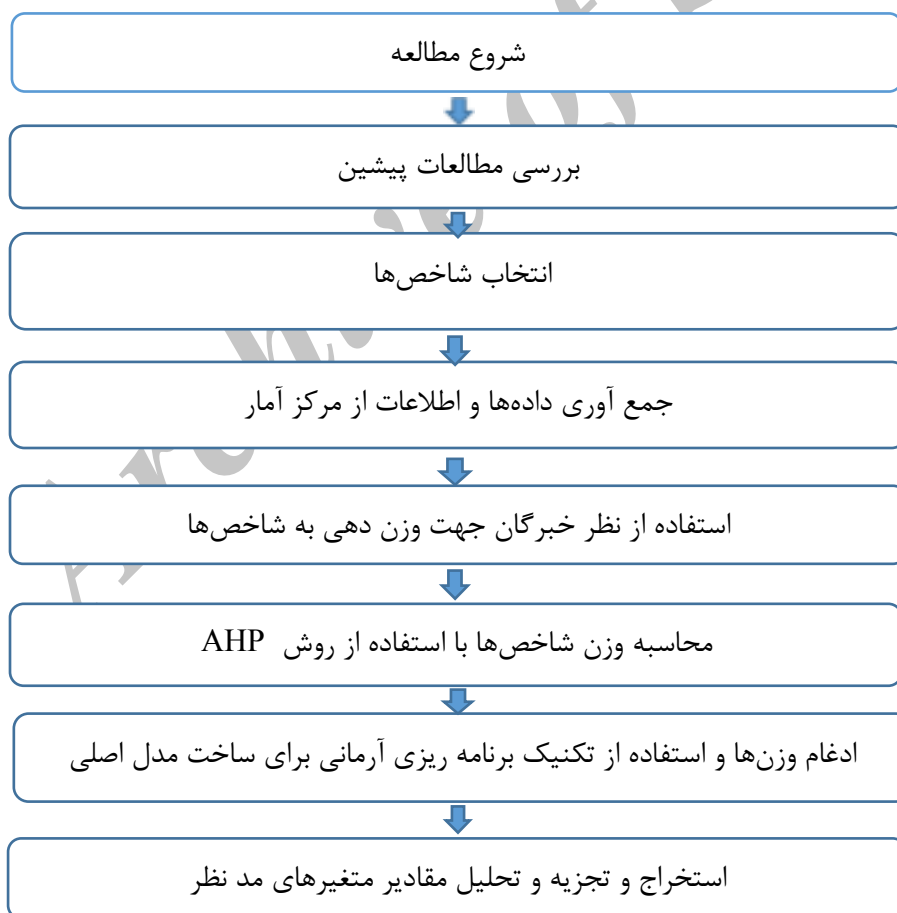 شروع مطالعه
بررسی مطالعات پیشین
انتخاب شاخص‌ها
جمع آوری داده‌ها و اطلاعات از مرکز آمار
استفاده از نظر خبرگان جهت وزن دهی به شاخص‌ها
محاسبه وزن شاخص‌ها با استفاده از روش AHP
ادغام وزن‌ها و استفاده از تکنیک برنامه ریزی آرمانی برای ساخت مدل اصلی
استخراج و تجزیه و تحلیل مقادیر متغیرهای مد نظر